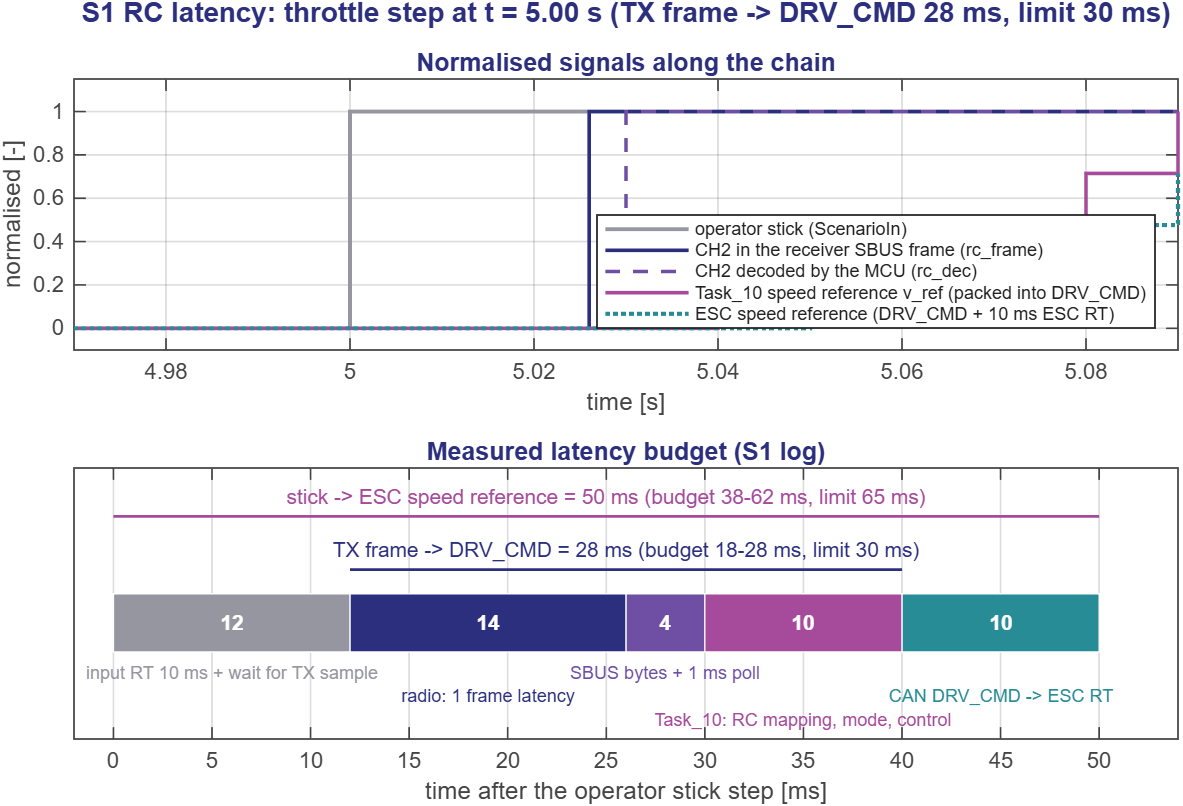 S1 RC latency: throttle step at t = 5.00 s (TX frame -> DRV_CMD 28 ms, limit 30 ms)
Normalised signals along the chain
normalised [-]
1
0.8
0.6
0.4
0.2
0
operator stick (ScenarioIn)
CH2 in the receiver SBUS frame (rc_frame)
CH2 decoded by the MCU (rc_dec)
Task_10 speed reference v_ref (packed into DRV_CMD)
ESC speed reference (DRV_CMD + 10 ms ESC RT)
4.98 5 5.02 5.04 5.06 5.08
time [s]
Measured latency budget (S1 log)
stick -> ESC speed reference = 50 ms (budget 38-62 ms, limit 65 ms)
TX frame -> DRV_CMD = 28 ms (budget 18-28 ms, limit 30 ms)
12 14 4 10 10
input RT 10 ms + wait for TX sample
SBUS bytes + 1 ms poll
radio: 1 frame latency
CAN DRV_CMD -> ESC RT
Task_10: RC mapping, mode, control
0 5 10 15 20 25 30 35 40 45 50
time after the operator stick step [ms]